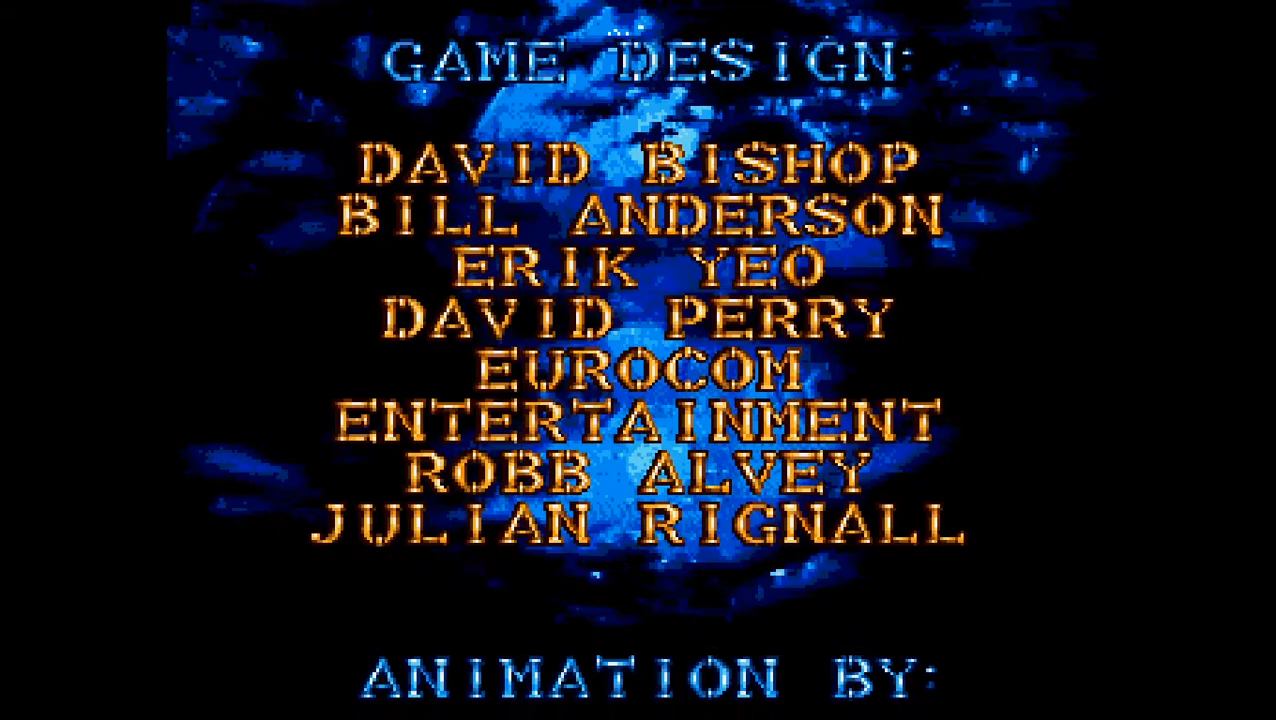 GAME DESIGN:
DAVID BISHOP
BILL ANDERSON
ERIK YEO
DAVID PERRY
EUROCOM
ENTERTAINMENT
ROBB ALVEY
JULIAN RIGNALL
ANIMATION BY: